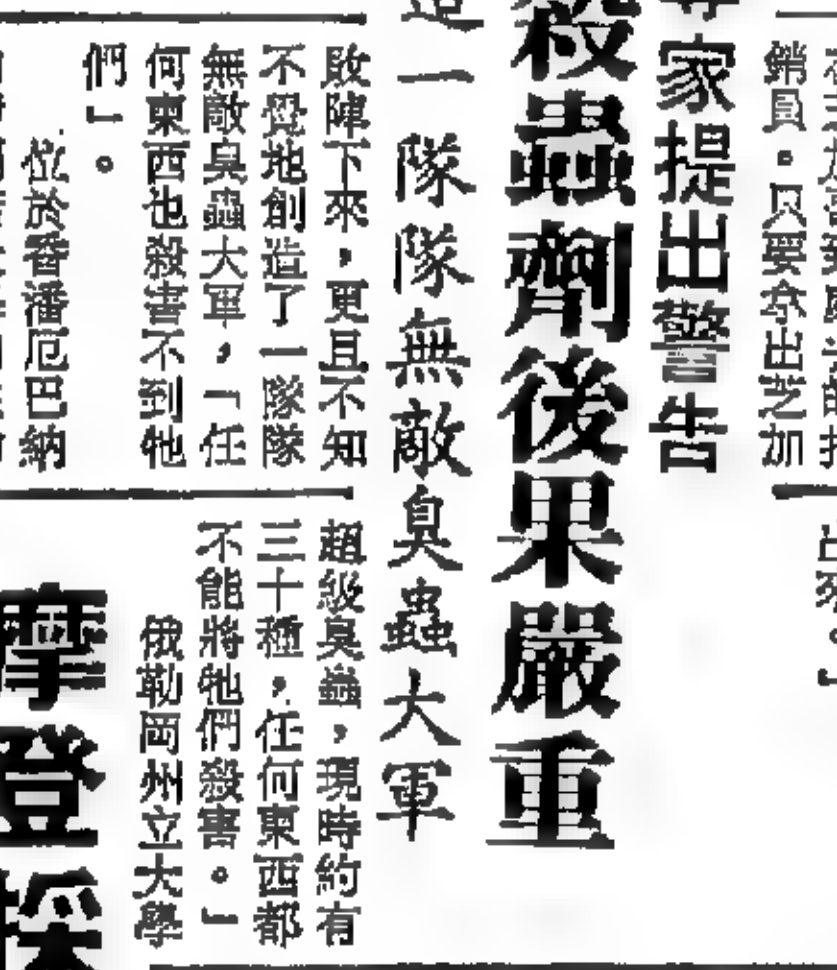 銷員。只要拿出芝加
家提出警告
殺蟲劑後果嚴重
造一隊隊無敵臭蟲大軍
敗陣下來，更且不知
不覺地創造了一隊隊
無敵臭蟲大軍，「任
何東西也殺害不到牠
們」。
位於香潘厄巴納
超級臭蟲，現時約有
三十種，任何東西都
不能將牠們殺害。」
俄勒岡州立大學
摩登採